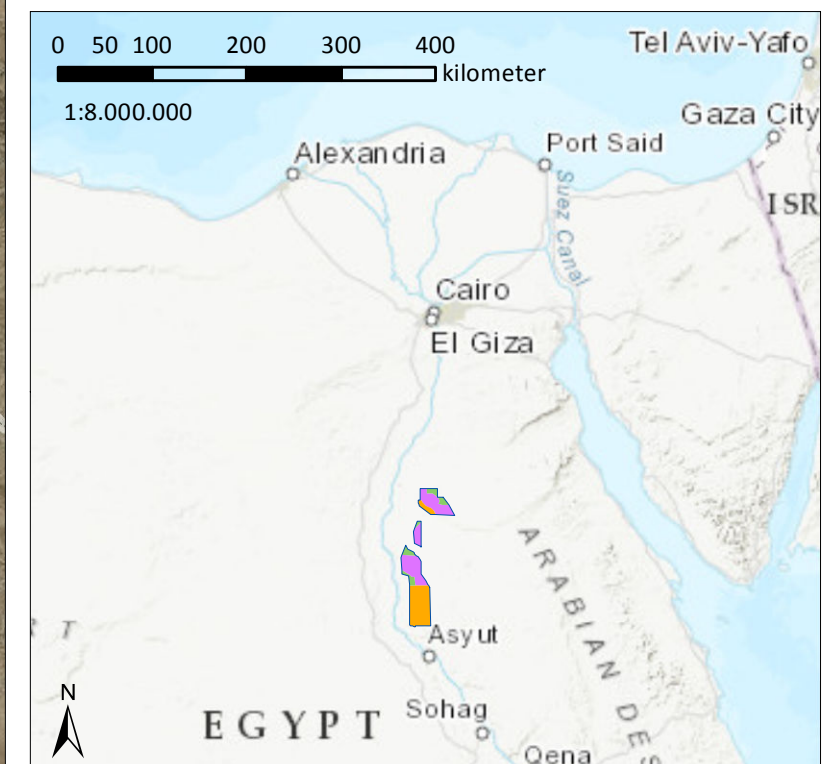 0 50 100 200 300 400
kilometer
1:8.000.000
Tel Aviv-Yafo
Gaza City
Port Said
Alexandria
Suez Canal
ISR
Cairo
El Giza
ARABIAN DES
R T
Asyut
N
EGYPT
Sohag
Qena